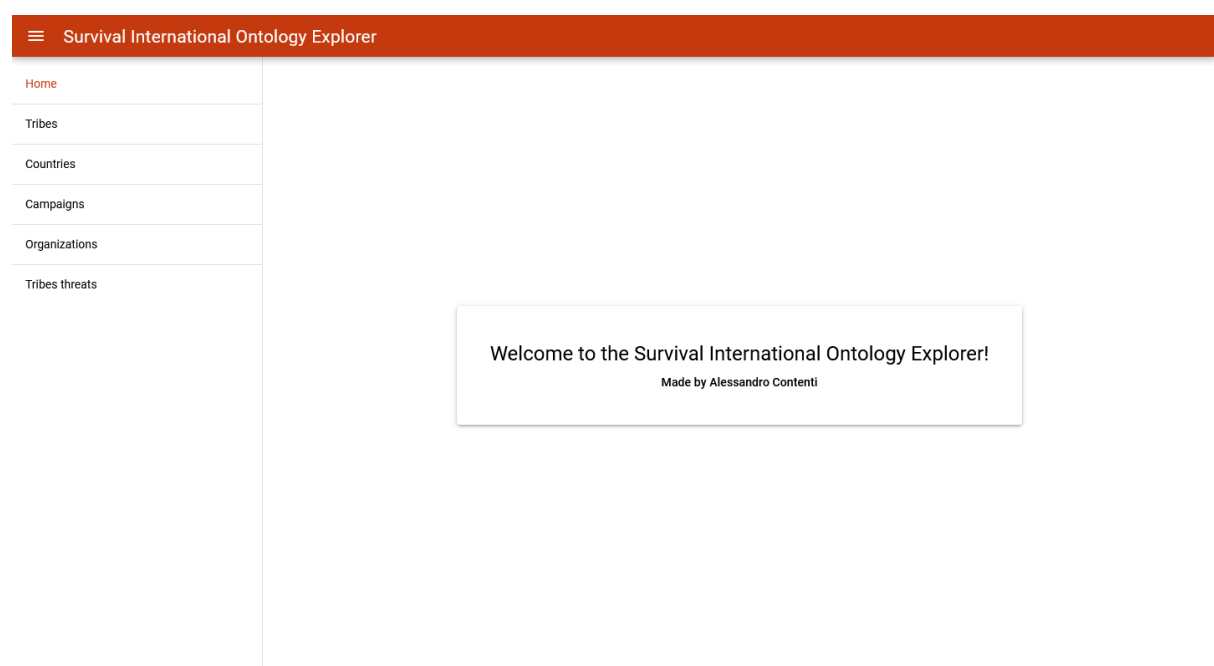 Survival International Ontology Explorer
Home
Tribes
Countries
Campaigns
Organizations
Tribes threats
Welcome to the Survival International Ontology Explorer!
Made by Alessandro Contenti